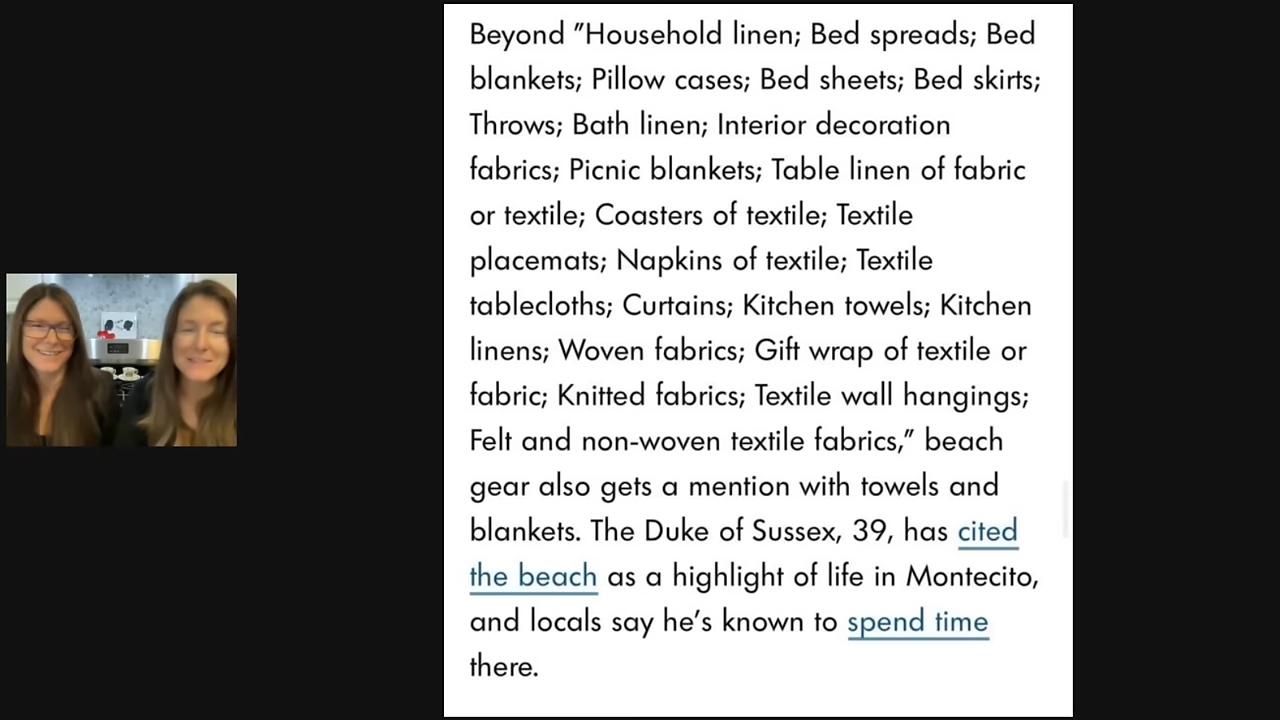 Beyond "Household linen; Bed spreads; Bed
blankets; Pillow cases; Bed sheets; Bed skirts;
Throws; Bath linen; Interior decoration
fabrics; Picnic blankets; Table linen of fabric
or textile; Coasters of textile; Textile
placemats; Napkins of textile; Textile
tablecloths; Curtains; Kitchen towels; Kitchen
linens; Woven fabrics; Gift wrap of textile or
fabric; Knitted fabrics; Textile wall hangings;
Felt and non-woven textile fabrics," beach
gear also gets a mention with towels and
blankets. The Duke of Sussex, 39, has cited
the beach as a highlight of life in Montecito,
and locals say he's known to spend time
there.